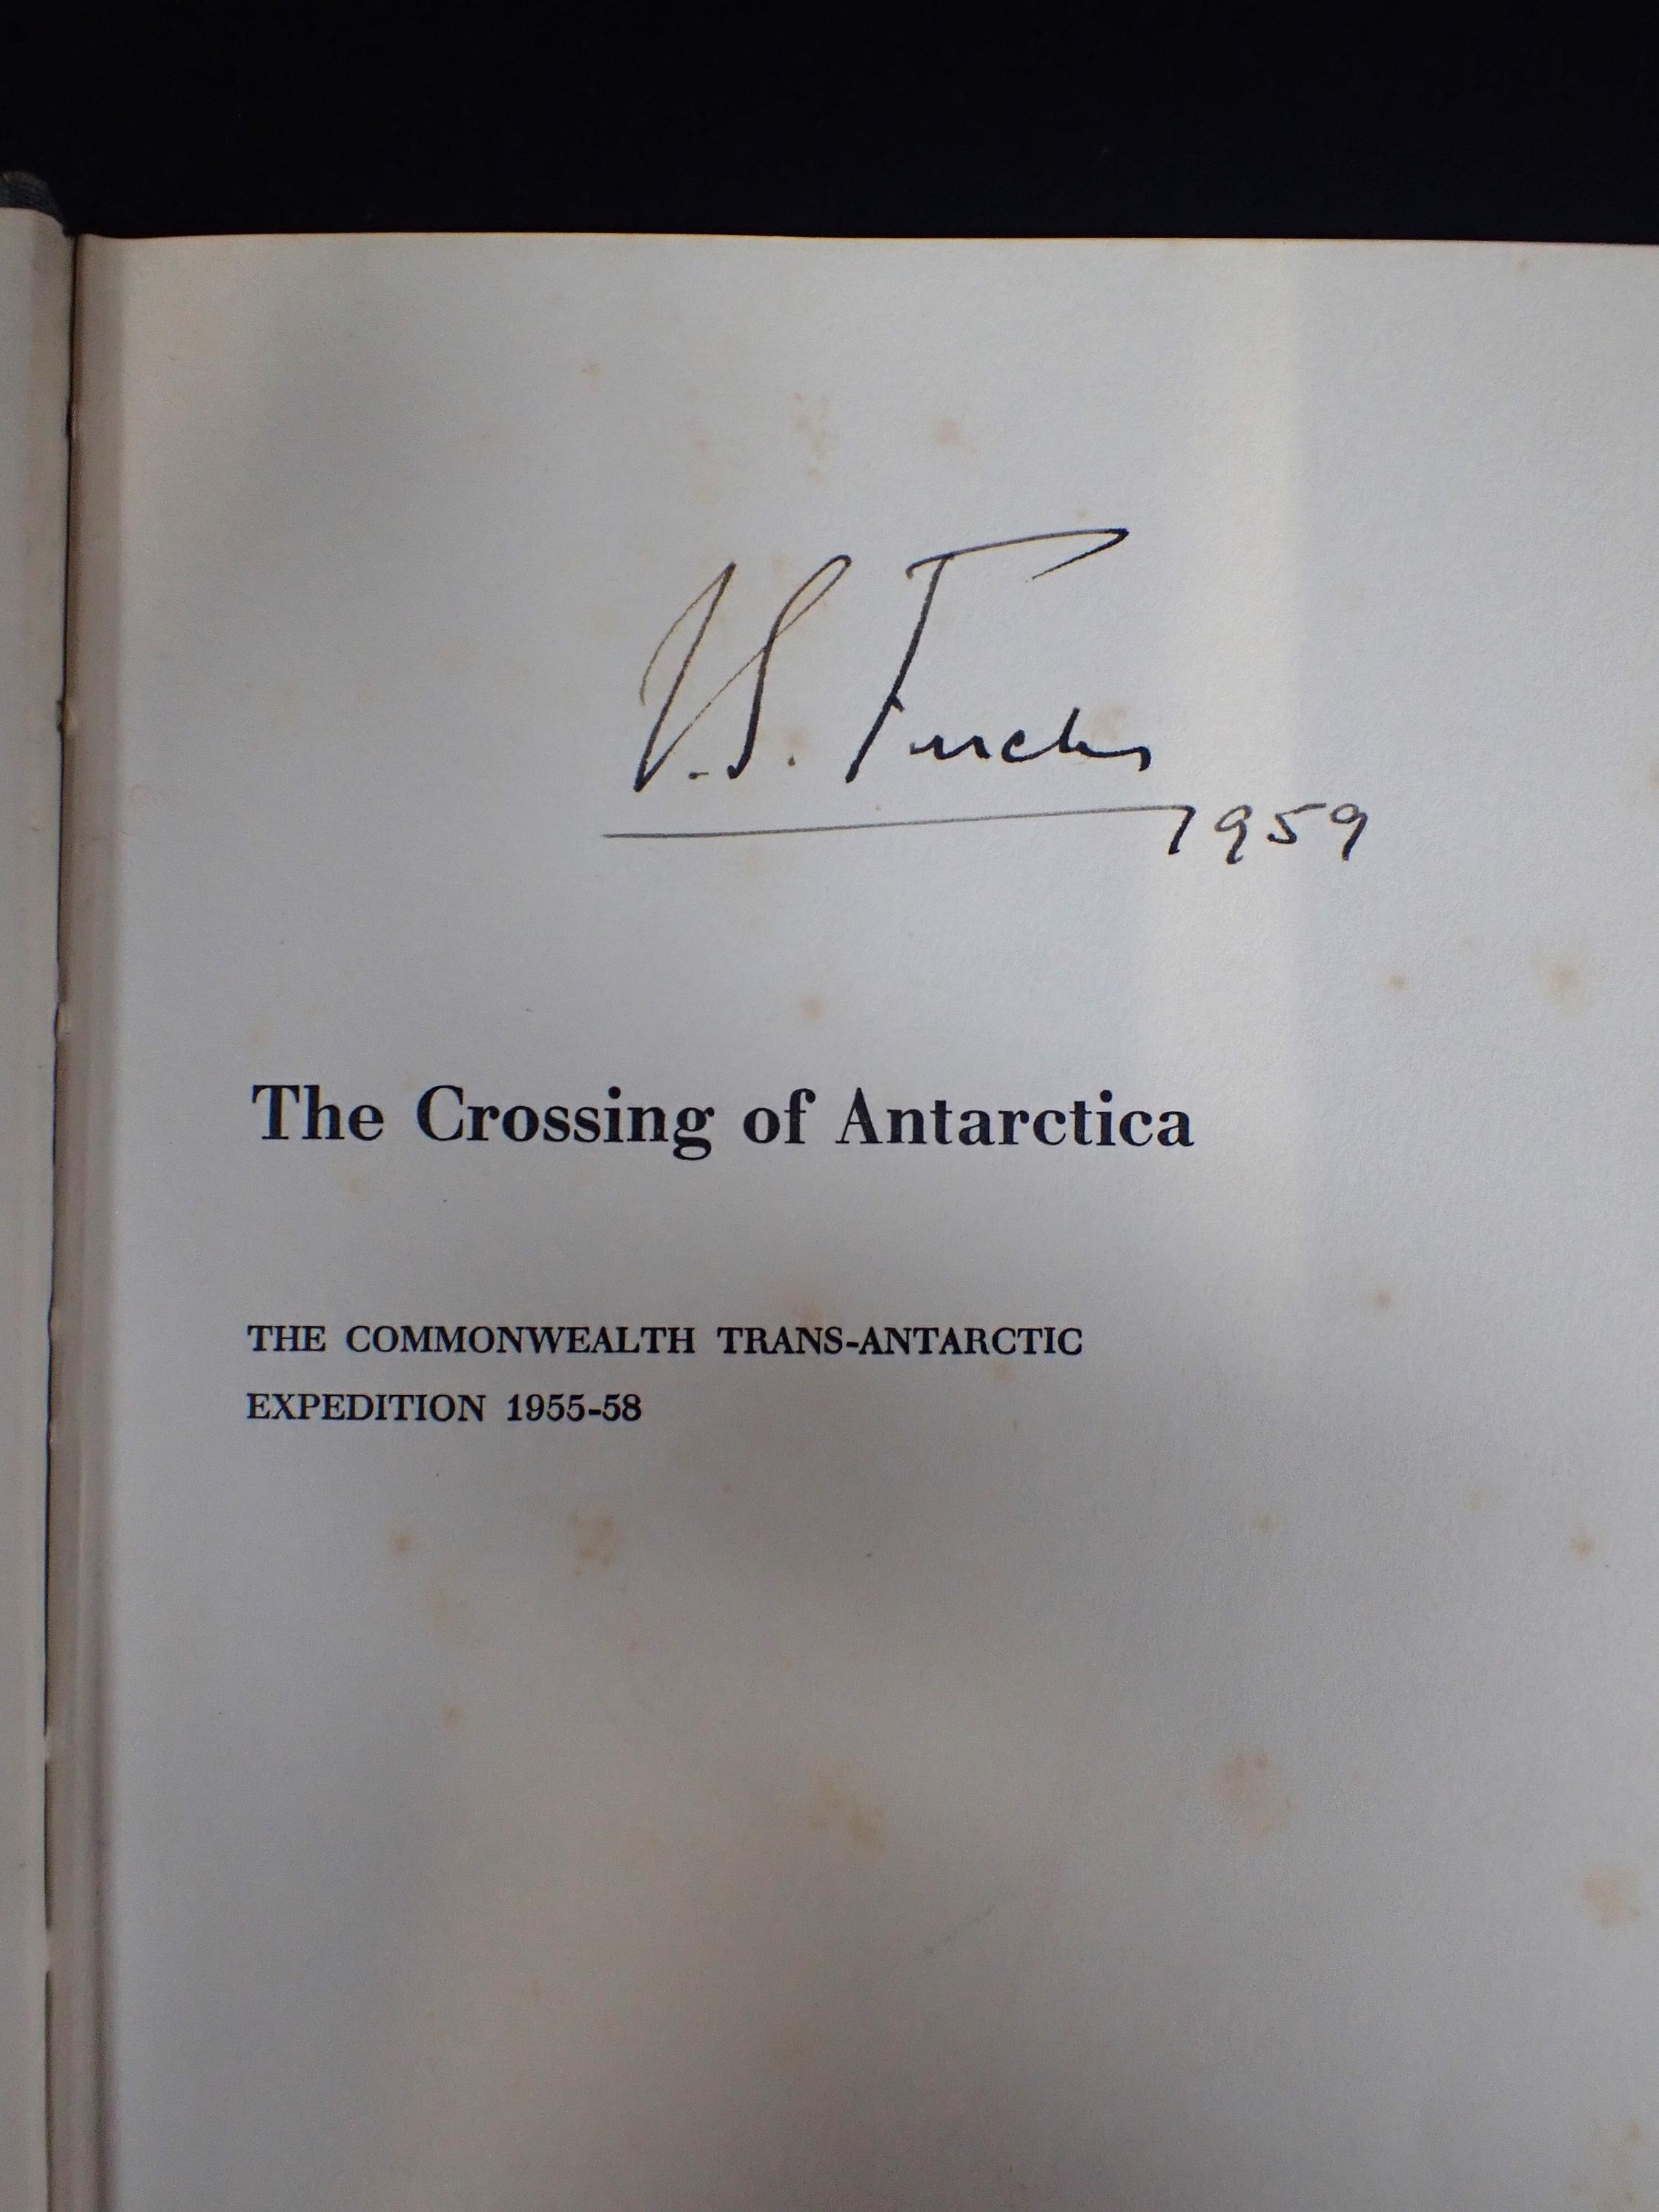 V.S. Fuchs
1959
The Crossing of Antarctica
THE COMMONWEALTH TRANS-ANTARCTIC
EXPEDITION 1955-58